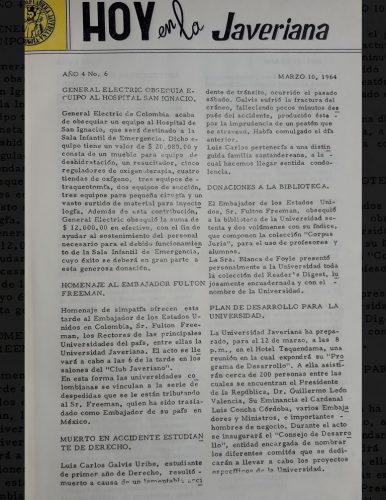 HOY en la Javeriana
AÑO 4 No. 6
MARZO 10, 1964
GENERAL ELECTRIC OBSEQUIA E-
QUIPO AL HOSPITAL SAN IGNACIO.
General Electric de Colombia, acaba
de obsequiar un equipo al Hospital de
San Ignacio, que será destinado a la
Sala Infantil de Emergencia. Dicho e-
quipo tiene un valor de $ 20.989.00 y
consta de un mueble para equipo de
deshidratación, un resucitador, cinco
reguladores de oxígeno terapia, cuatro
tiendas de oxígeno, tres equipos de
traqueotomía, dos equipos de succión,
tres equipos para pequeña cirugía y un
vasto surtido de material para inyecto
logía. Además de esta contribución,
General Electric obsequió la suma de
$ 12,000.00 en efectivo, con el fin de
ayudar al sostenimiento del personal
necesario para el debido funcionamien
to de la Sala Infantil de Emergencia,
cuyo éxito se deberá en gran parte a
esta generosa donación.
HOMENAJE AL EMBAJADOR FULTON
FREEMAN.
Homenaje de simpatía ofrecen esta
tarde al Embajador de los Estados U-
nidos en Colombia, Sr. Fulton Free-
man, los Rectores de las principales
Universidades del país, entre ellas la
Universidad Javeriana. El acto se lle
vará a cabo a las 6 de la tarde en los
salones del "Club Javeriano".
En esta forma las universidades co
lombianas se vinculan a la serie de
despedidas que se le están tributando
al Sr. Freeman, quien ha sido trasla-
dado como Embajador de su país en
México.
MUERTO EN ACCIDENTE ESTUDIAN
TE DE DERECHO.
Luis Carlos Galvis Uribe, estudiante
de primer año de Derecho, resultó -
muerto a causa de un lamentable acci
dente de tránsito, ocurrido el pasado
sábado. Galvis sufrió la fractura del
cráneo, falleciendo pocos minutos des
pués del accidente, producido éste -
por la imprudencia de un peatón que
se atravesó. Había comulgado el día
anterior.
Luis Carlos pertenecía a una distin
guida familia santandereana, a la -
cual hacemos llegar sentida condo-
lencia.
DONACIONES A LA BIBLIOTECA.
El Embajador de los Estados Uni-
dos, Sr. Fulton Freeman, obsequió
a la biblioteca de la Universidad se-
tenta y dos volúmenes con su índice,
que componen la colección "Corpus
Juris", para el uso de profesores y
alumnos.
La Sra. Blanca de Foyle presentó
personalmente a la Universidad toda
la colección del Reader's Digest, lu
josamente encuadernada y con el -
nombre de la Universidad.
PLAN DE DESARROLLO PARA LA
UNIVERSIDAD.
La Universidad Javeriana ha prepa-
rado, para el 12 de marzo, a las 8
p.m., en el Hotel Tequendama, una
reunión en la cual expondrá su "Pro
grama de Desarrollo". A ella asisti-
rán cerca de 200 personas entre las
cuales se encuentran el Presidente
de la República, Dr. Guillermo León
Valencia, Su Eminencia el Cardenal
Luis Concha Córdoba, varios Embaja
dores y Ministros, e importantes -
hombres de negocio. Durante el acto
se inaugurará el "Consejo de Desarro
llo", entidad encargada de nombrar
los diferentes comités que se dedi-
carán a llevar a cabo los proyectos
específicos de la Universidad.